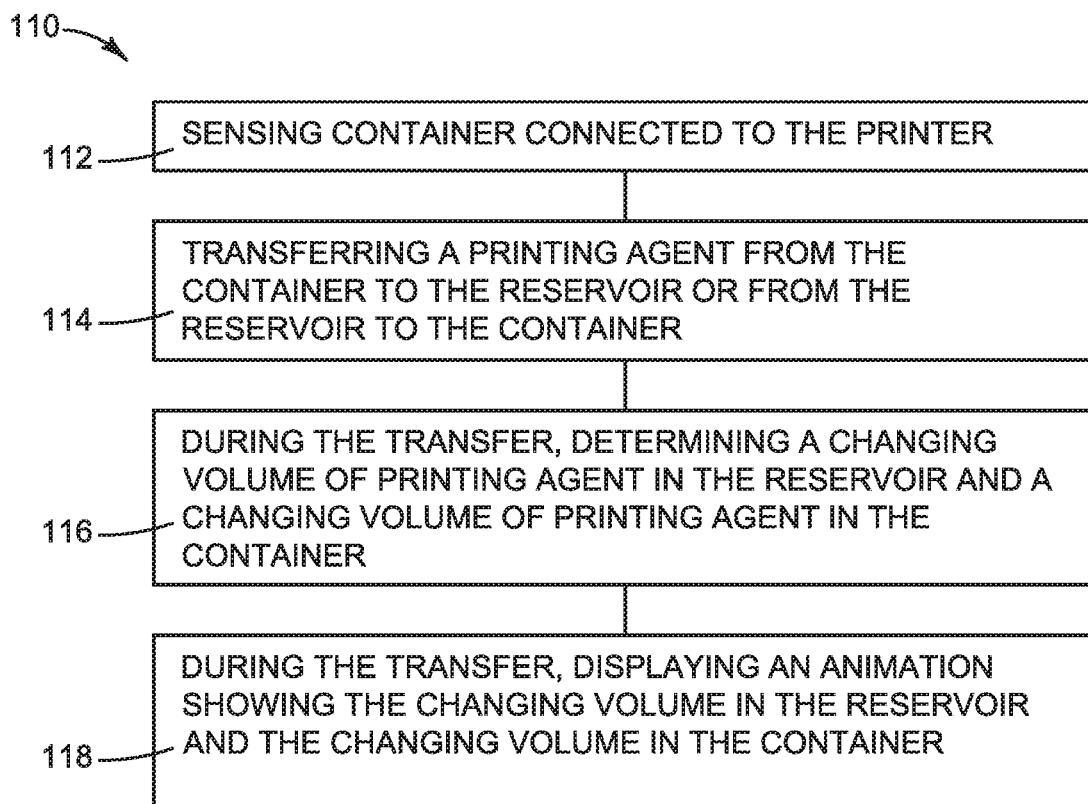 110
SENSING CONTAINER CONNECTED TO THE PRINTER
112
TRANSFERRING A PRINTING AGENT FROM THE
CONTAINER TO THE RESERVOIR OR FROM THE
RESERVOIR TO THE CONTAINER
114
DURING THE TRANSFER, DETERMINING A CHANGING
VOLUME OF PRINTING AGENT IN THE RESERVOIR AND A
CHANGING VOLUME OF PRINTING AGENT IN THE
CONTAINER
116
DURING THE TRANSFER, DISPLAYING AN ANIMATION
SHOWING THE CHANGING VOLUME IN THE RESERVOIR
AND THE CHANGING VOLUME IN THE CONTAINER
118